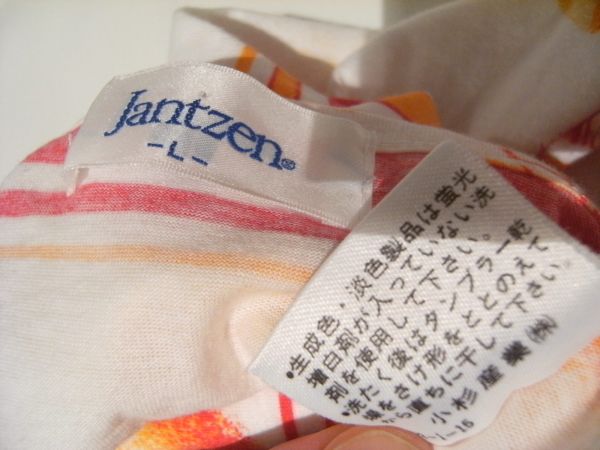 Jantzen®
-L-
・生成色・淡色製品は蛍光
増白剤が入っていない洗
剤を使用して下さい。
・洗たく後はタンブラー乾
燥をさけ形をととのえて
から直ちに干して下さい。
小杉産業(株)